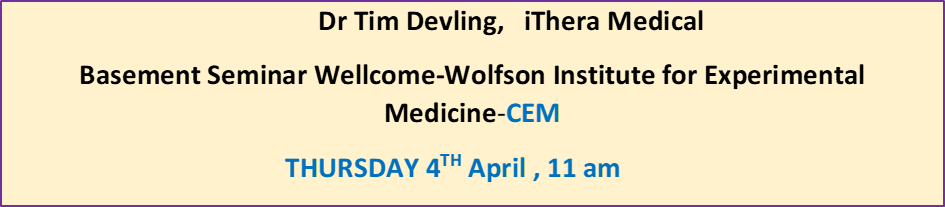 Dr Tim Devling, iThera Medical
Basement Seminar Wellcome-Wolfson Institute for Experimental
Medicine-CEM
THURSDAY 4TH April , 11 am